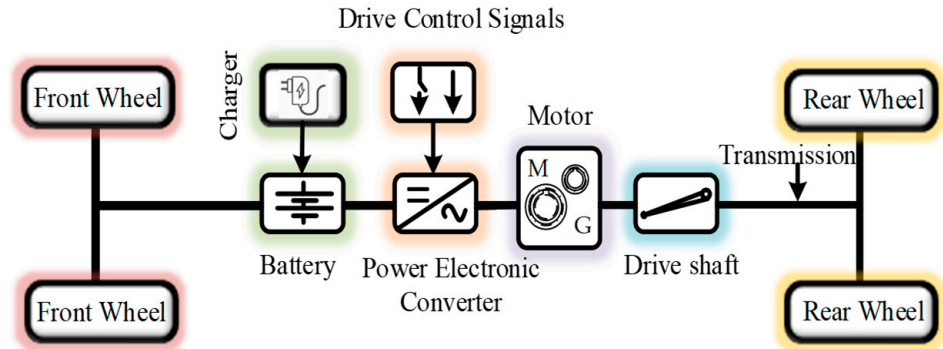 Drive Control Signals
Charger
Front Wheel
Rear Wheel
Motor
Transmission
M
G
Battery
Power Electronic
Converter
Drive shaft
Front Wheel
Rear Wheel